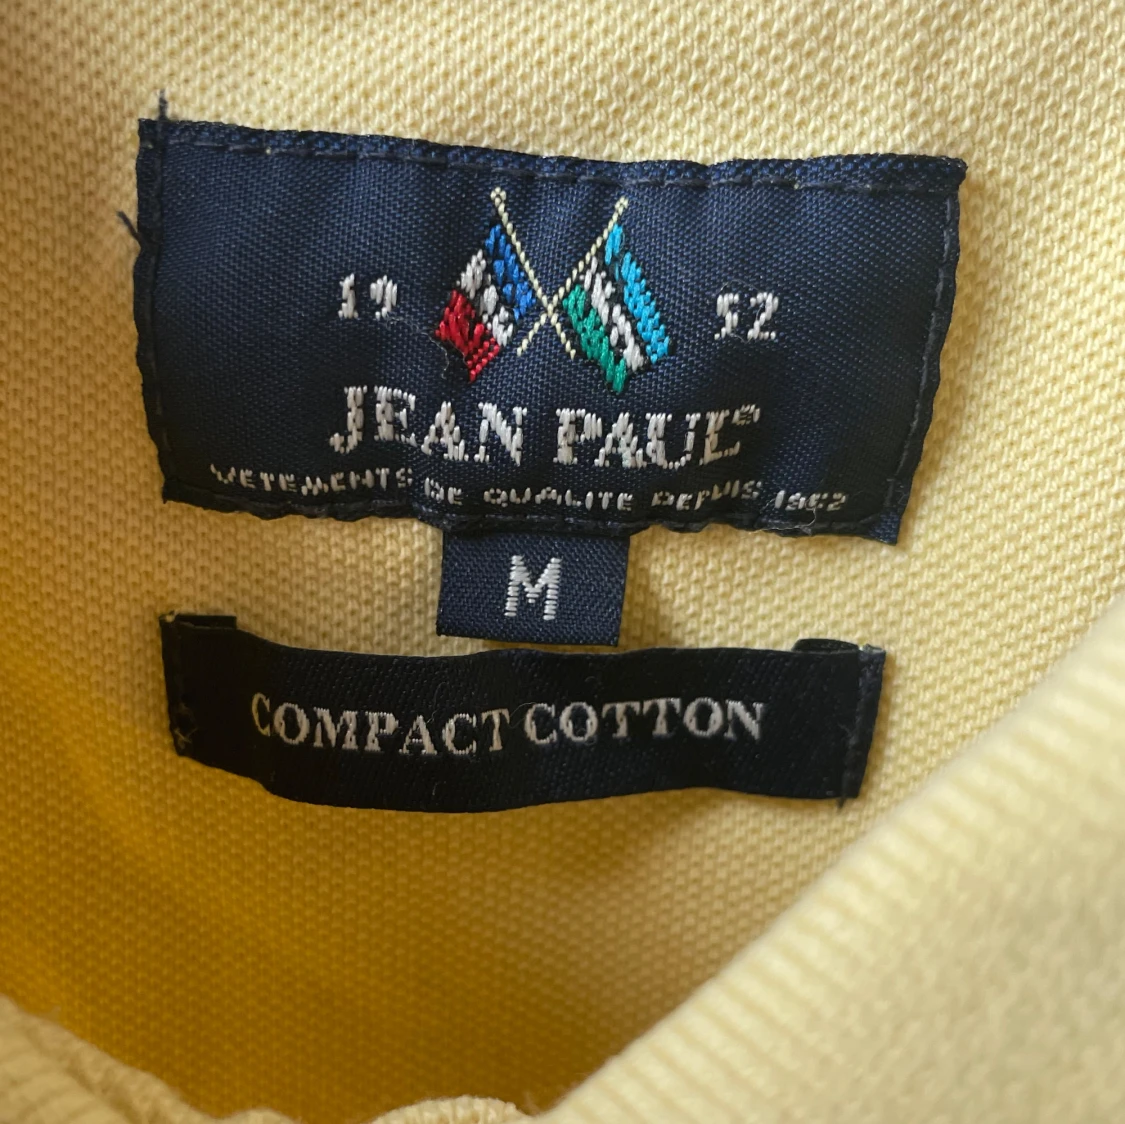 19 52
JEAN PAUL®
VETEMENTS DE QUALITE DEPUIS 1952
M
COMPACT COTTON